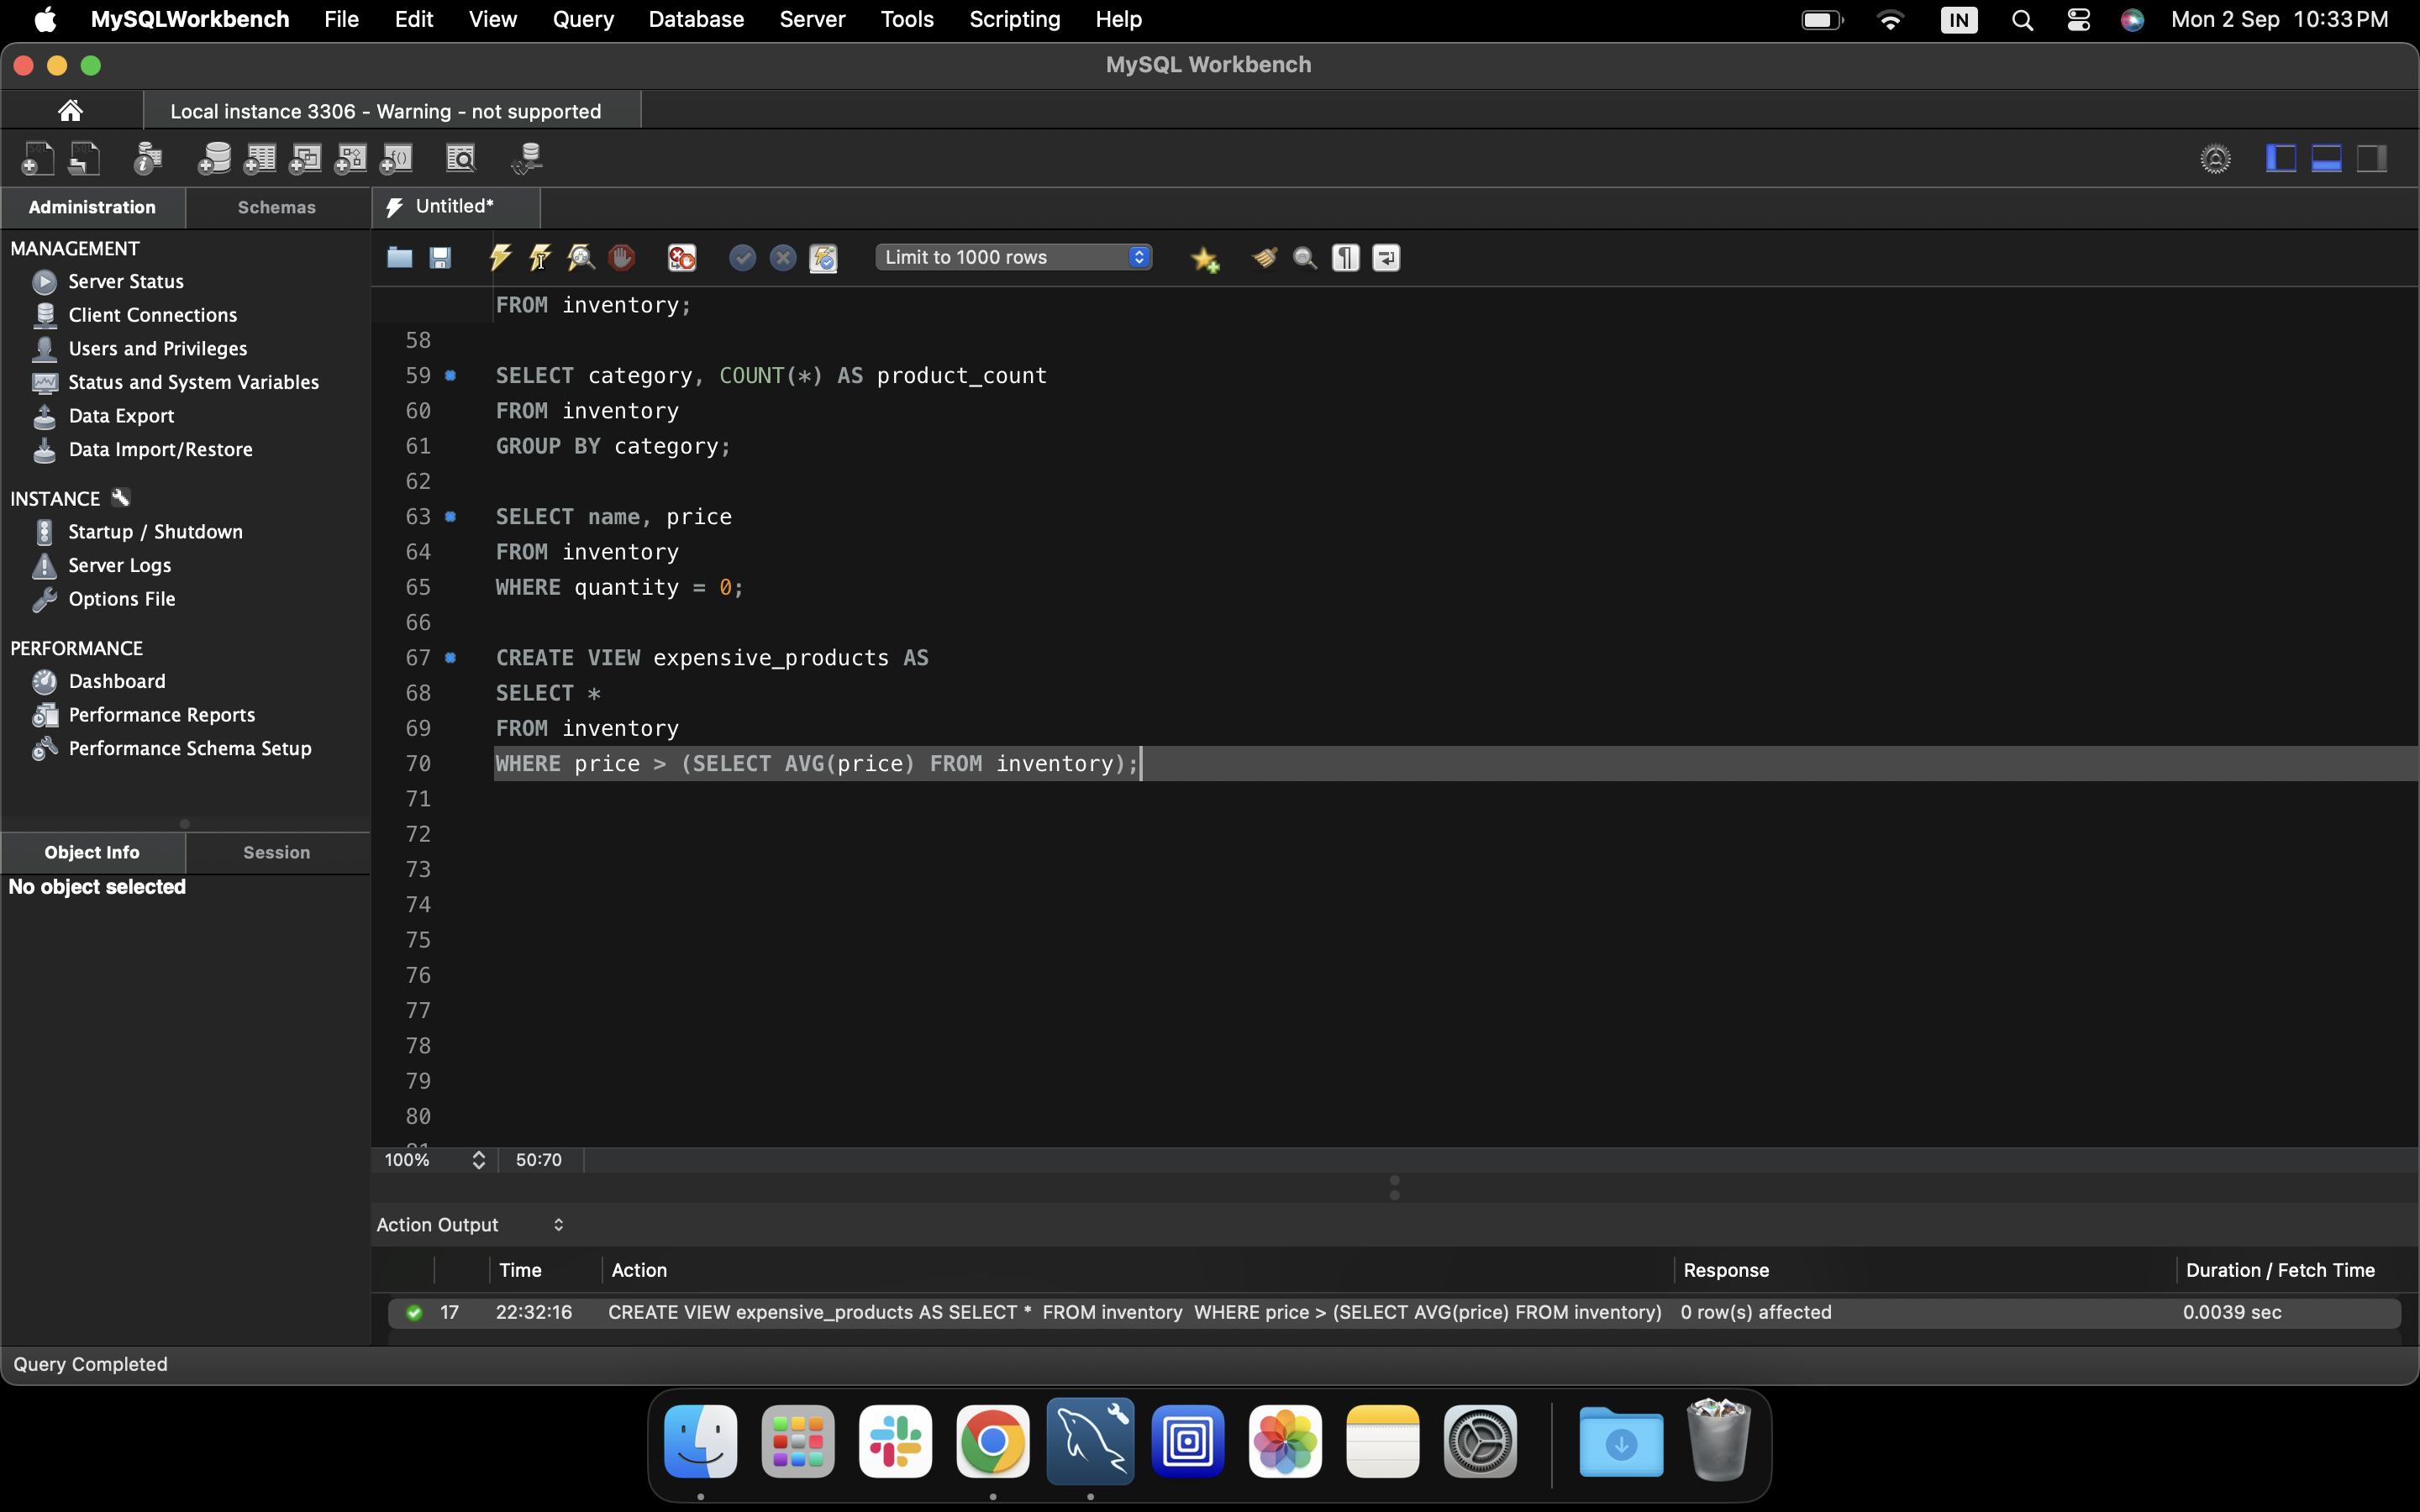 MySQLWorkbench File Edit View Query Database Server Tools Scripting Help IN Mon 2 Sep 10:33 PM
MySQL Workbench
Local instance 3306 - Warning - not supported
Administration Schemas Untitled*
MANAGEMENT
Server Status
Client Connections
Users and Privileges
Status and System Variables
Data Export
Data Import/Restore
INSTANCE
Startup / Shutdown
Server Logs
Options File
PERFORMANCE
Dashboard
Performance Reports
Performance Schema Setup
Object Info Session
No object selected
Limit to 1000 rows
FROM inventory;
58
59 SELECT category, COUNT(*) AS product_count
60 FROM inventory
61 GROUP BY category;
62
63 SELECT name, price
64 FROM inventory
65 WHERE quantity = 0;
66
67 CREATE VIEW expensive_products AS
68 SELECT *
69 FROM inventory
70 WHERE price > (SELECT AVG(price) FROM inventory);
71
72
73
74
75
76
77
78
79
80
100% 50:70
Action Output
Time Action Response Duration / Fetch Time
17 22:32:16 CREATE VIEW expensive_products AS SELECT * FROM inventory WHERE price > (SELECT AVG(price) FROM inventory) 0 row(s) affected 0.0039 sec
Query Completed